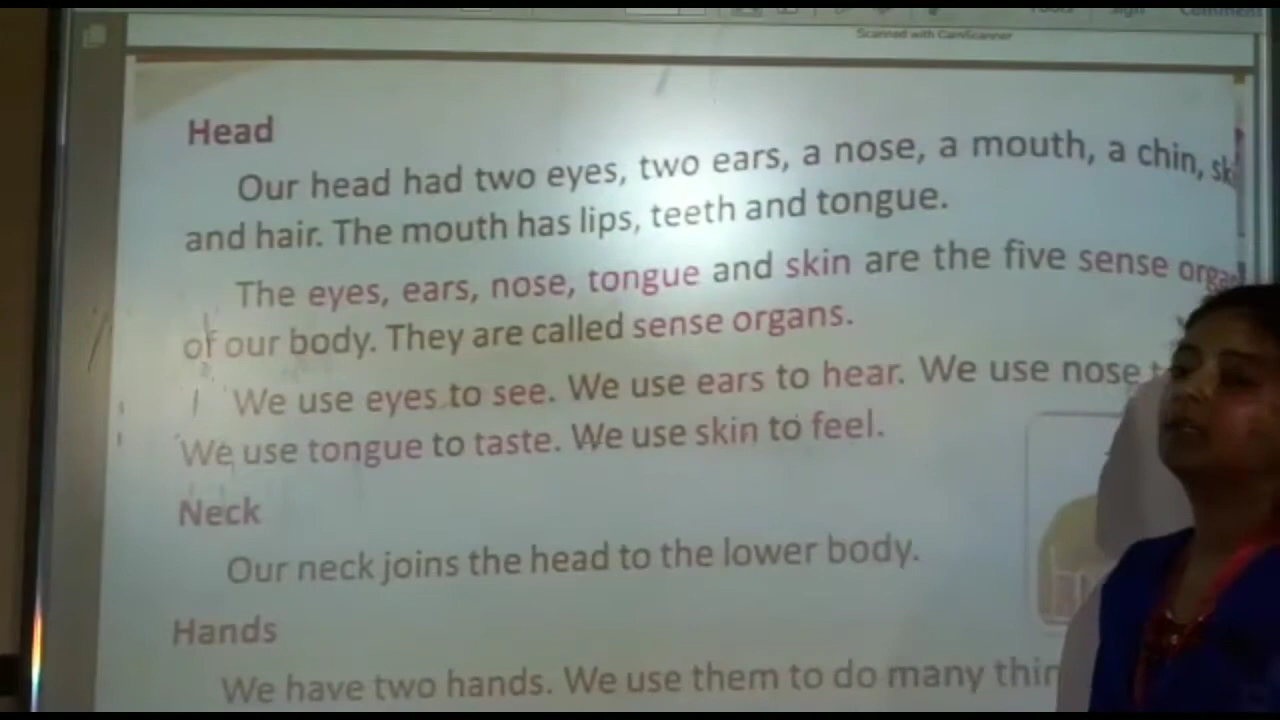 Scanned with CamScanner
Head
Our head had two eyes, two ears, a nose, a mouth, a chin,
and hair. The mouth has lips, teeth and tongue.
The eyes, ears, nose, tongue and skin are the five sense
of our body. They are called sense organs.
We use eyes to see. We use ears to hear. We use nose
We use tongue to taste. We use skin to feel.
Neck
Our neck joins the head to the lower body.
Hands
We have two hands. We use them to do many